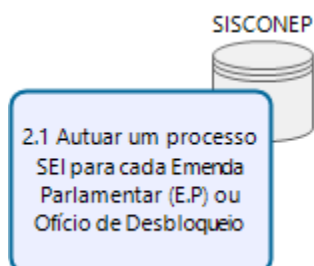 SISCONEP
2.1 Autuar um processo
SEI para cada Emenda
Parlamentar (E.P) ou
Ofício de Desbloqueio